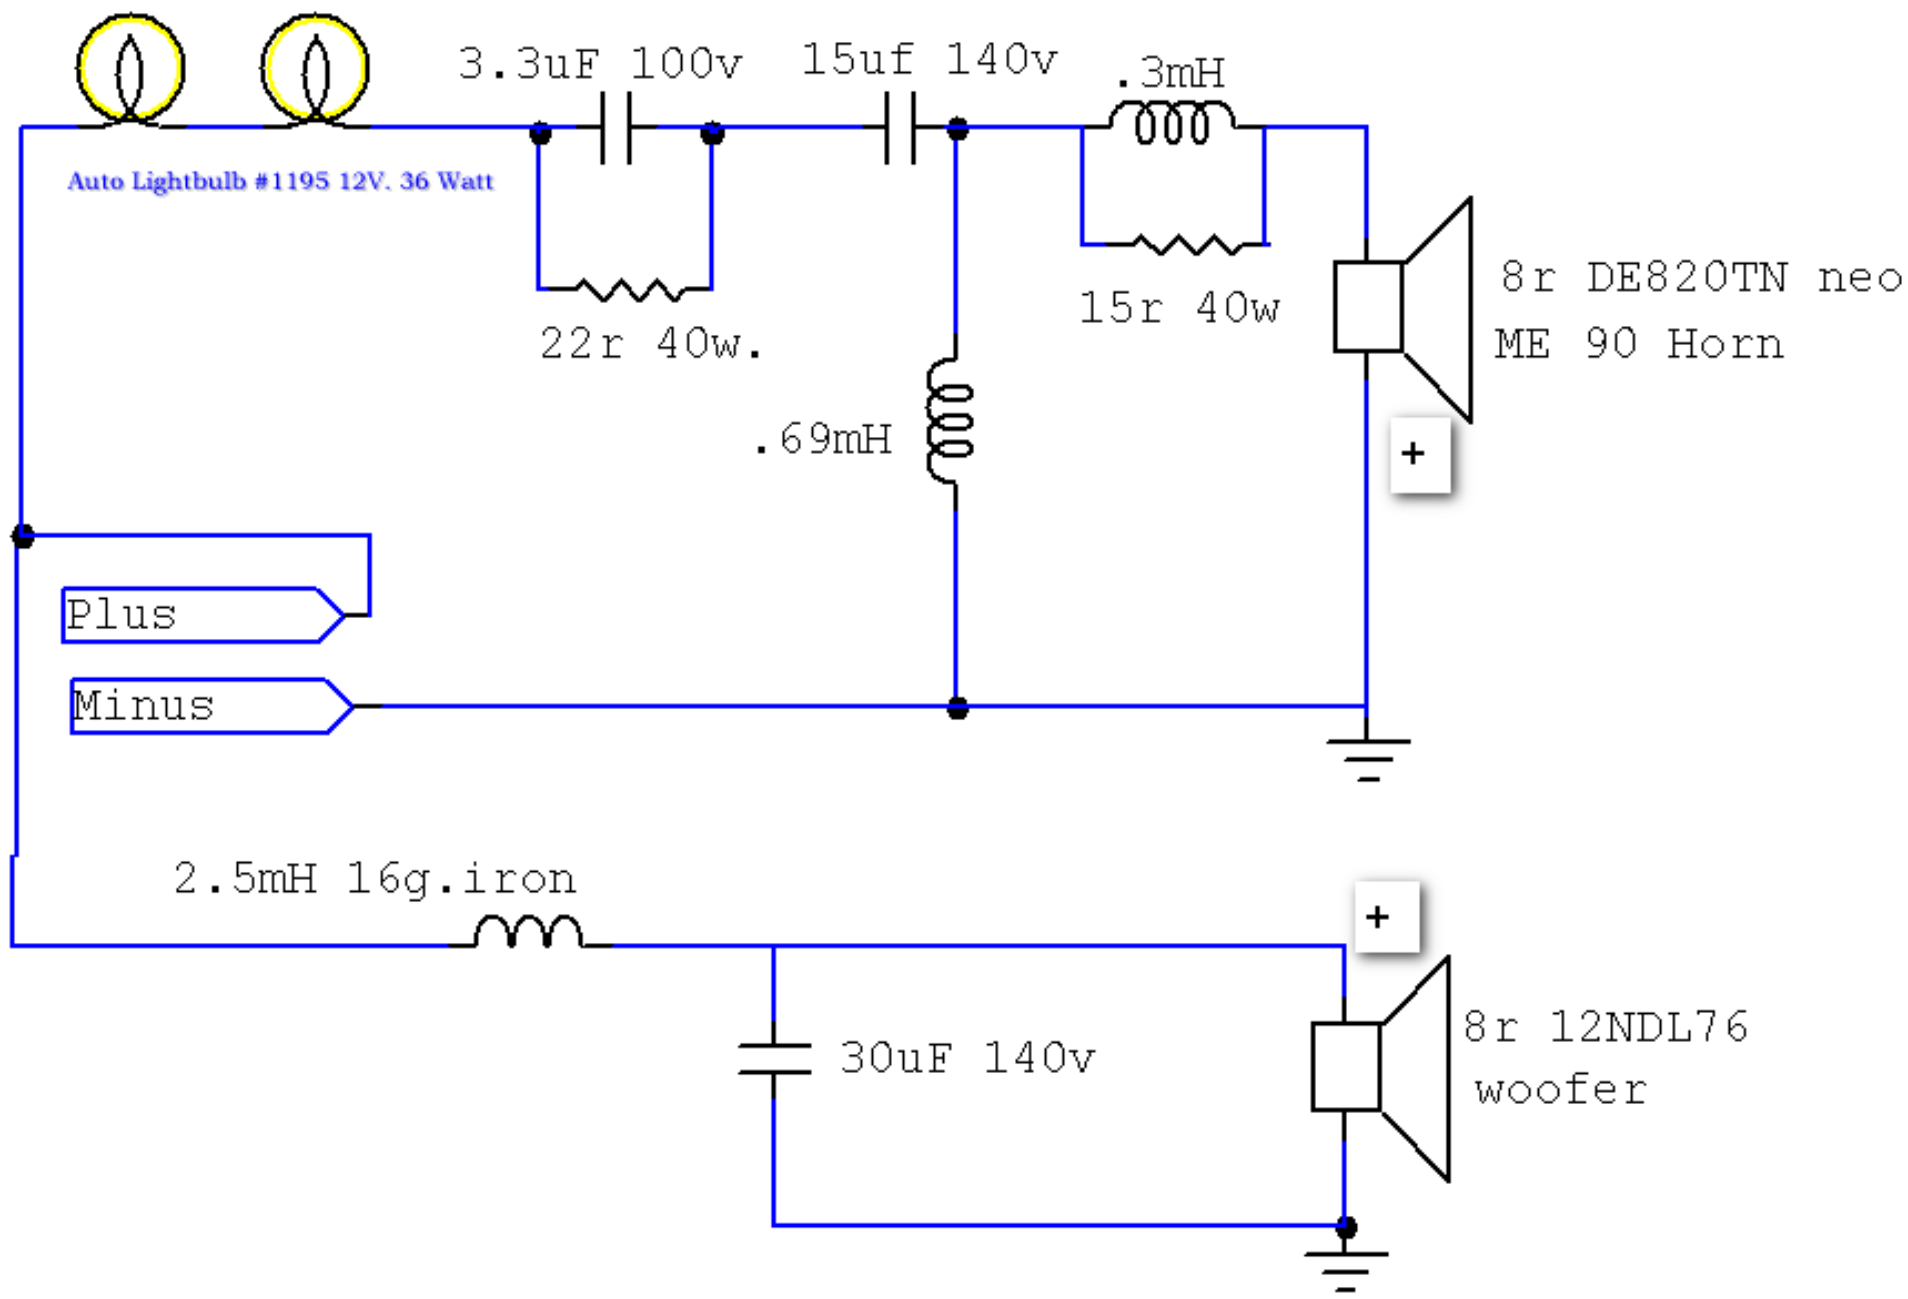 3.3uF 100v
15uf 140v
.3mH
Auto Lightbulb #1195 12V. 36 Watt
22r 40w.
15r 40w
8r DE820TN neo
ME 90 Horn
.69mH
+
Plus
Minus
2.5mH 16g.iron
+
30uF 140v
8r 12NDL76
woofer